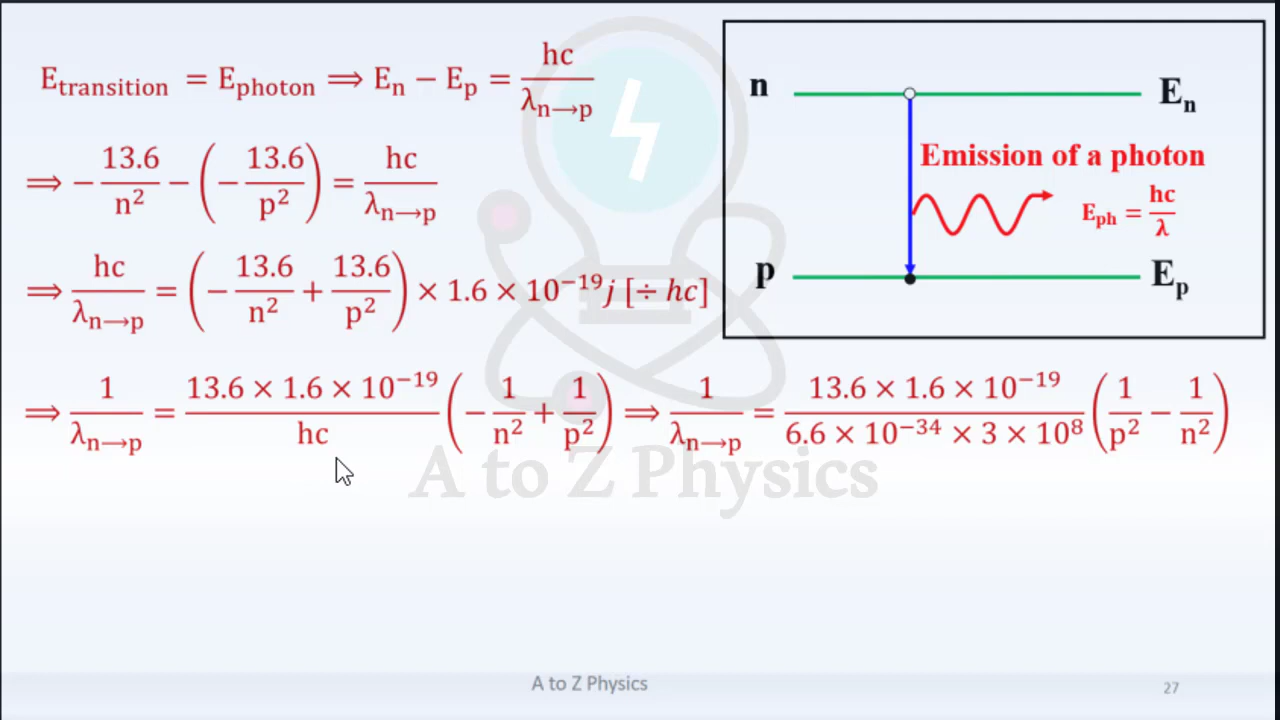 E_transition = E_photon ⟹ E_n − E_p = hc/λ_n→p
⟹ −13.6/n² − (−13.6/p²) = hc/λ_n→p
⟹ hc/λ_n→p = (−13.6/n² + 13.6/p²) × 1.6 × 10⁻¹⁹j [÷ hc]
⟹ 1/λ_n→p = (13.6 × 1.6 × 10⁻¹⁹)/hc (−1/n² + 1/p²) ⟹ 1/λ_n→p = (13.6 × 1.6 × 10⁻¹⁹)/(6.6 × 10⁻³⁴ × 3 × 10⁸) (1/p² − 1/n²)
n E_n
Emission of a photon
E_ph = hc/λ
p E_p
A to Z Physics
A to Z Physics
27